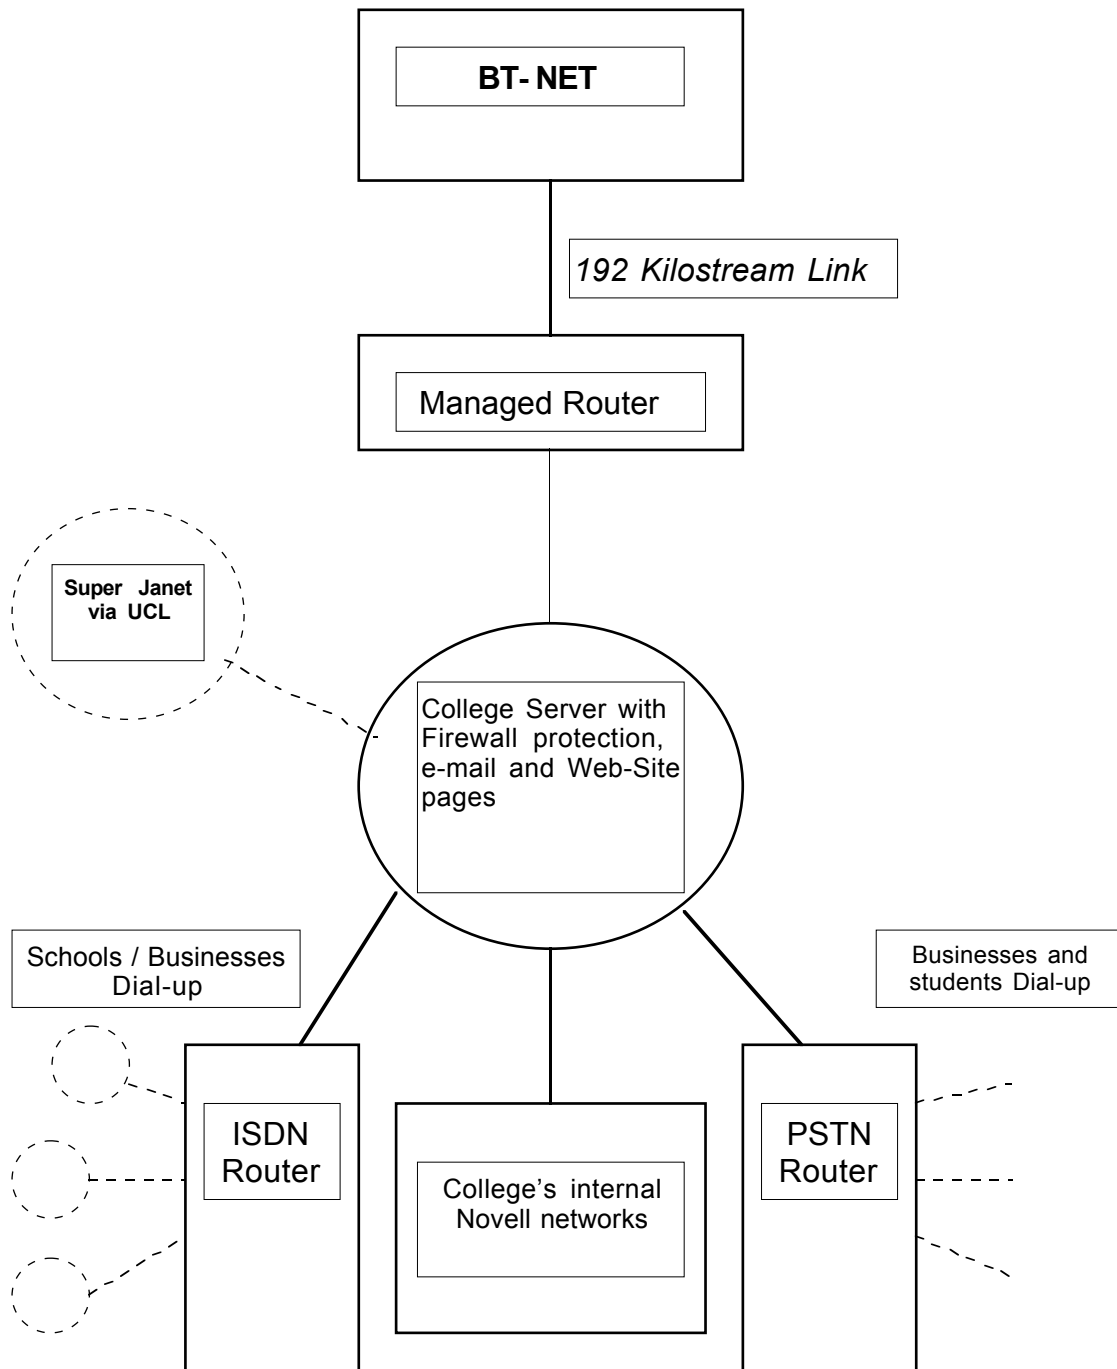 BT- NET
192 Kilostream Link
Managed Router
Super Janet
via UCL
College Server with
Firewall protection,
e-mail and Web-Site
pages
Schools / Businesses
Dial-up
Businesses and
students Dial-up
ISDN
Router
College’s internal
Novell networks
PSTN
Router